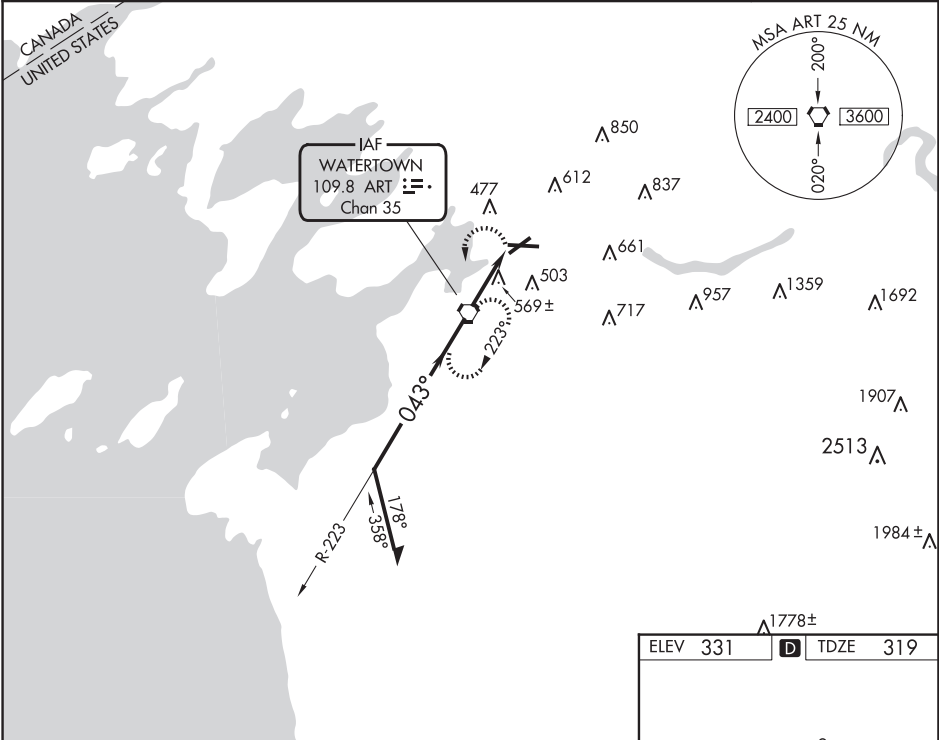 CANADA
UNITED STATES
MSA ART 25 NM
200°
2400
3600
020°
IAF
WATERTOWN
109.8 ART
Chan 35
850
477
612
837
661
503
569±
717
957
1359
1692
223°
043°
1907
2513
178°
358°
R-223
1984±
1778±
ELEV 331 D TDZE 319